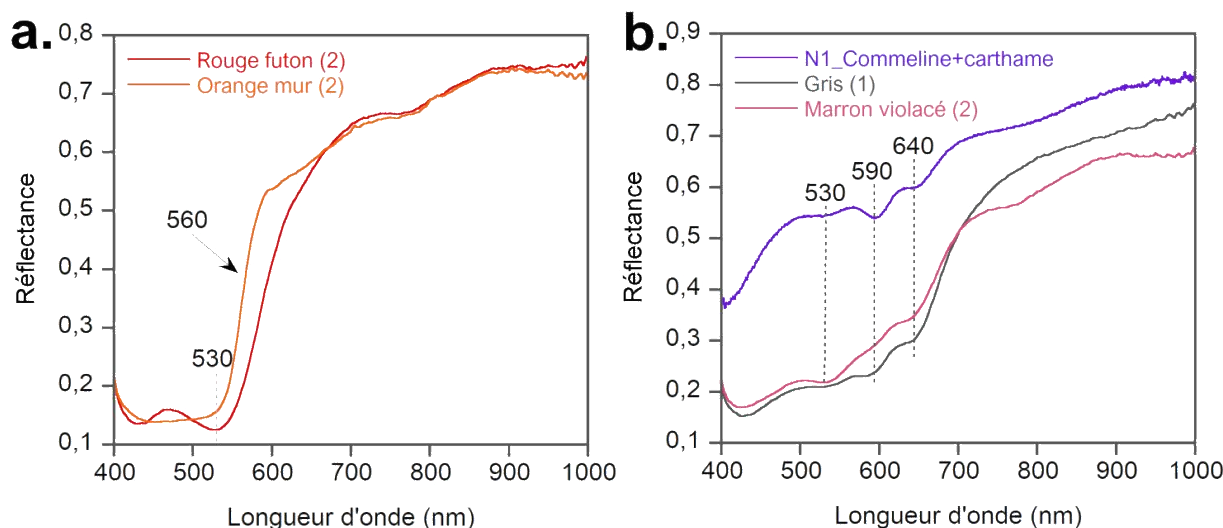 a.
0,8
0,7
0,6
0,5
0,4
0,3
0,2
0,1
Réflectance
Rouge futon (2)
Orange mur (2)
560
530
400 500 600 700 800 900 1000
Longueur d'onde (nm)
b.
0,9
0,8
0,7
0,6
0,5
0,4
0,3
0,2
0,1
Réflectance
N1_Commeline+carthame
Gris (1)
Marron violacé (2)
530
590
640
400 500 600 700 800 900 1000
Longueur d'onde (nm)